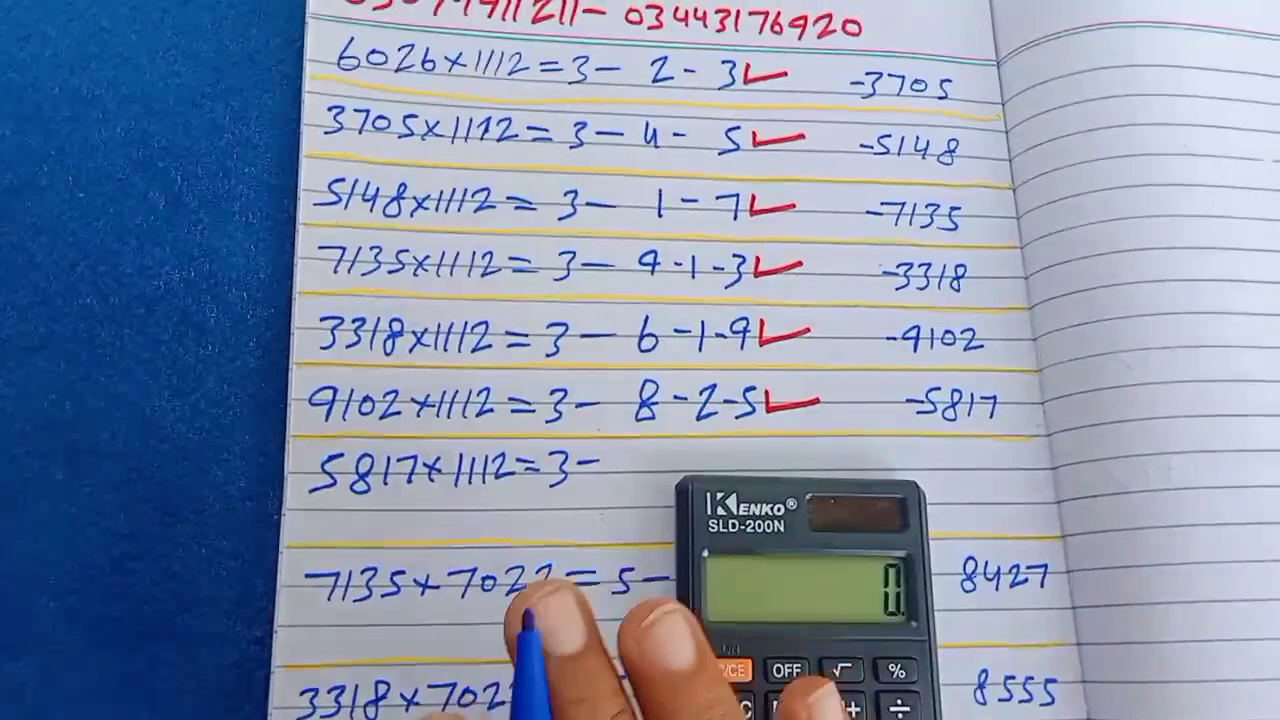 03443176920
6026×1112=3- 2-3✓ -3705
3705×1112=3-4-5✓ -5148
5148×1112=3-1-7✓ -7135
7135×1112=3-9-1-3✓ -3318
3318×1112=3-6-1-9✓ -9102
9102×1112=3-8-2-5✓ -5817
5817×1112=3-
KENKO®
SLD-200N
0.
7135×7022=5- 8427
3318×702 8555
OFF √ %
÷